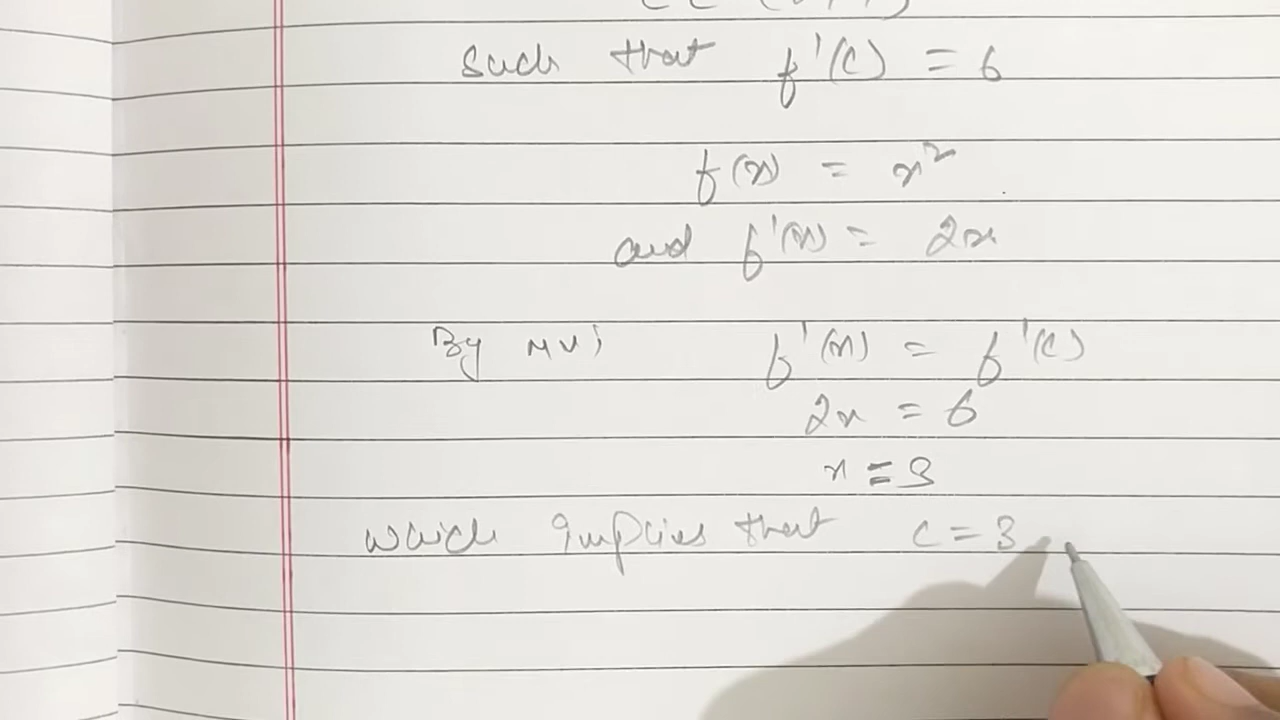 such that f'(c) = 6
f(x) = x²
and f'(x) = 2x
By MVT f'(x) = f'(c)
2x = 6
x = 3
which implies that c = 3